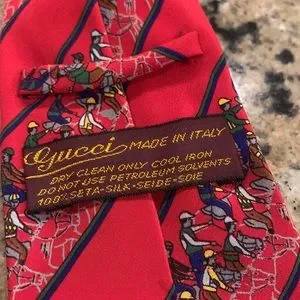 Gucci MADE IN ITALY
DRY CLEAN ONLY COOL IRON
DO NOT USE PETROLEUM SOLVENTS
100% SETA-SILK-SEIDE-SOIE